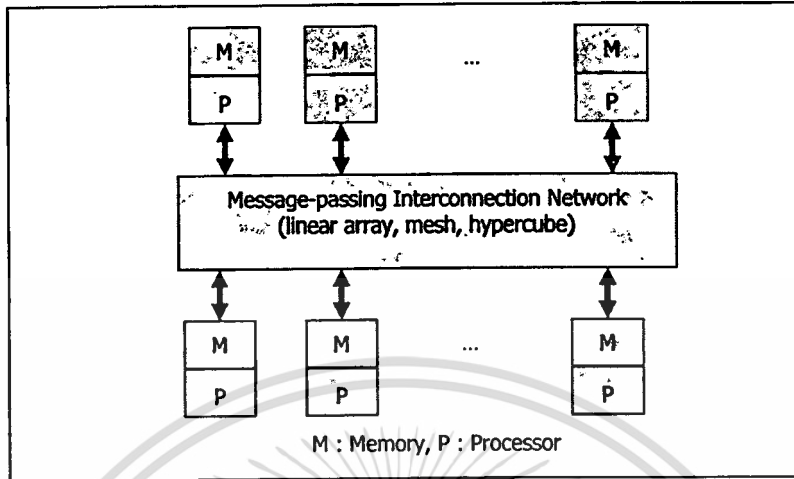 M M ... M
P P P
Message-passing Interconnection Network
(linear array, mesh, hypercube)
M M ... M
P P P
M : Memory, P : Processor